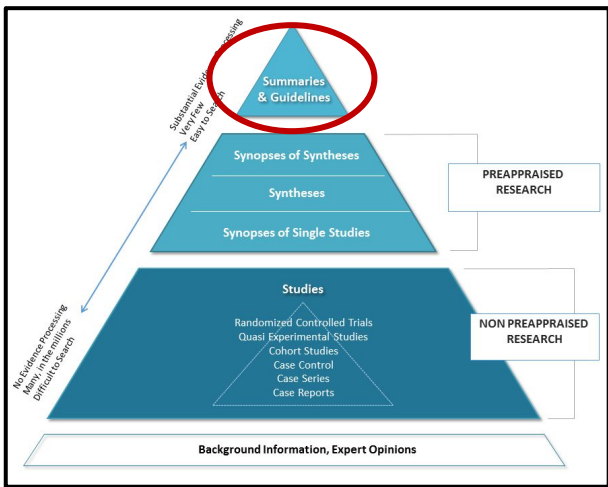 Substantial Evidence Processing
Very Few
Easy to Search
Summaries
& Guidelines
Synopses of Syntheses
Syntheses
Synopses of Single Studies
PREAPPRAISED
RESEARCH
Studies
Randomized Controlled Trials
Quasi Experimental Studies
Cohort Studies
Case Control
Case Series
Case Reports
NON PREAPPRAISED
RESEARCH
No Evidence Processing
Many, in the millions
Difficult to Search
Background Information, Expert Opinions